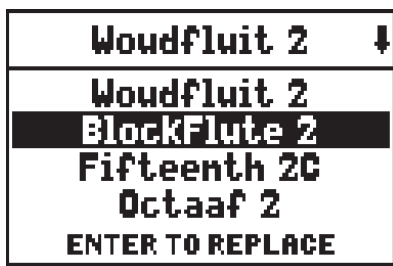 Woudfluit 2
Woudfluit 2
BlockFlute 2
Fifteenth 2C
Octaaf 2
ENTER TO REPLACE